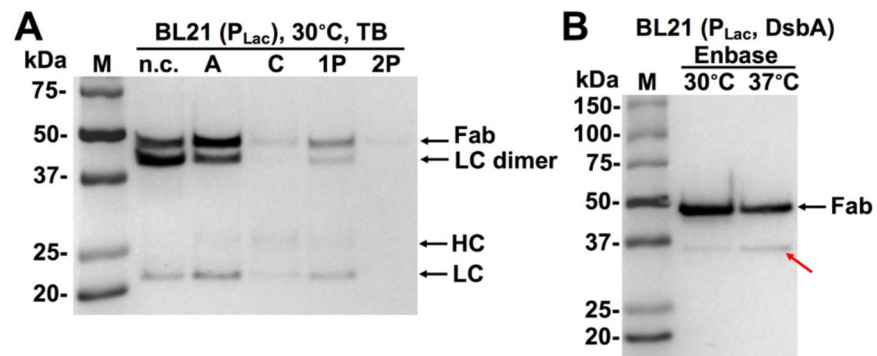 A
BL21 (PLac), 30°C, TB
kDa M n.c. A C 1P 2P
75-
50-
37-
25-
20-
Fab
LC dimer
HC
LC
B
BL21 (PLac, DsbA)
Enbase
kDa M 30°C 37°C
150-
100-
75-
50-
37-
25-
20-
Fab